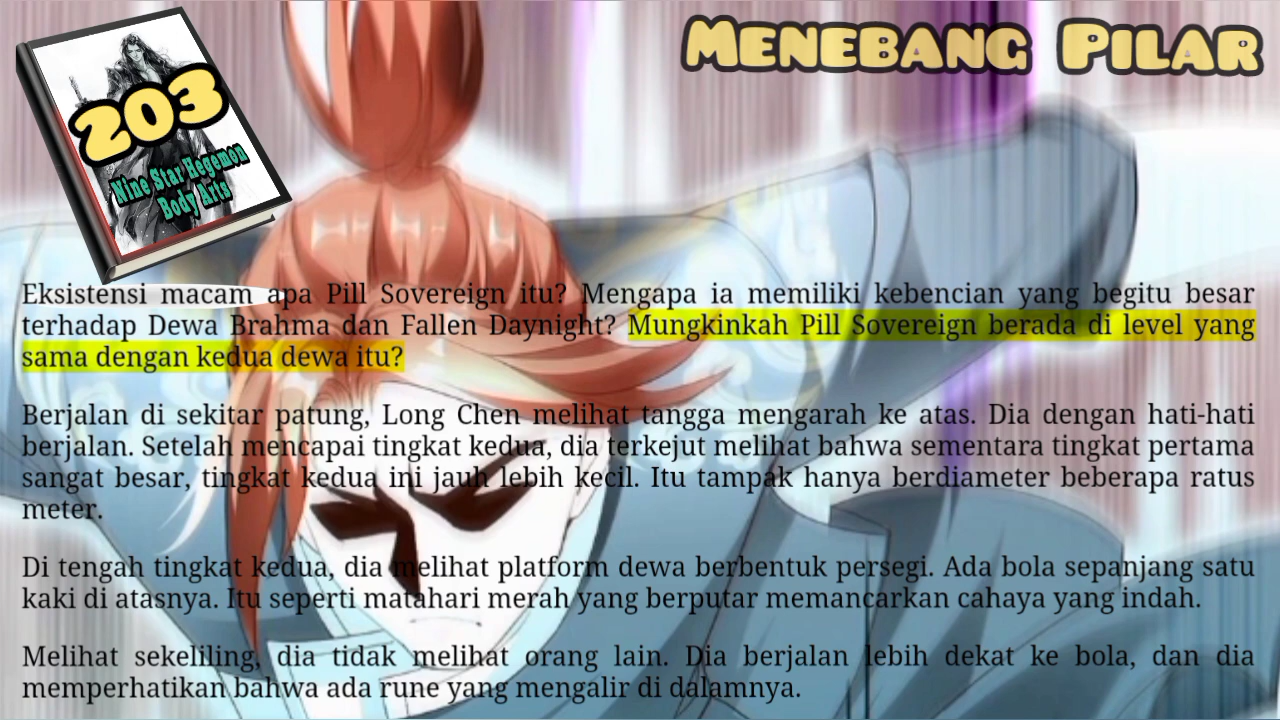 MENEBANG PILAR
203
Nine Star Hegemon
Body Arts
Eksistensi macam apa Pill Sovereign itu? Mengapa ia memiliki kebencian yang begitu besar
terhadap Dewa Brahma dan Fallen Daynight? Mungkinkah Pill Sovereign berada di level yang
sama dengan kedua dewa itu?
Berjalan di sekitar patung, Long Chen melihat tangga mengarah ke atas. Dia dengan hati-hati
berjalan. Setelah mencapai tingkat kedua, dia terkejut melihat bahwa sementara tingkat pertama
sangat besar, tingkat kedua ini jauh lebih kecil. Itu tampak hanya berdiameter beberapa ratus
meter.
Di tengah tingkat kedua, dia melihat platform dewa berbentuk persegi. Ada bola sepanjang satu
kaki di atasnya. Itu seperti matahari merah yang berputar memancarkan cahaya yang indah.
Melihat sekeliling, dia tidak melihat orang lain. Dia berjalan lebih dekat ke bola, dan dia
memperhatikan bahwa ada rune yang mengalir di dalamnya.